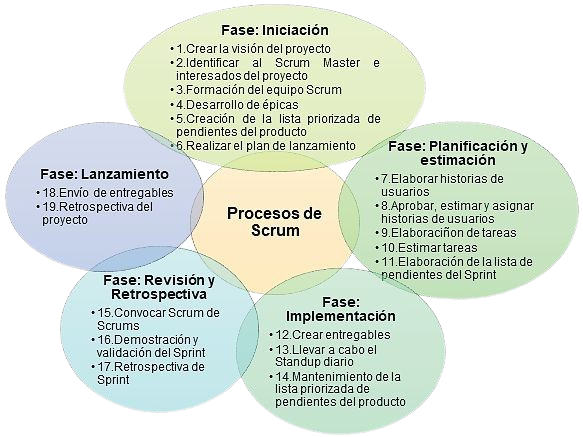 Fase: Iniciación
• 1.Crear la visión del proyecto
• 2.Identificar al Scrum Master e
interesados del proyecto
• 3.Formación del equipo Scrum
• 4.Desarrollo de épicas
• 5.Creación de la lista priorizada de
pendientes del producto
• 6.Realizar el plan de lanzamiento
Fase: Planificación y
estimación
• 7.Elaborar historias de
usuarios
• 8.Aprobar, estimar y asignar
historias de usuarios
• 9.Elaboraciñon de tareas
• 10.Estimar tareas
• 11.Elaboración de la lista de
pendientes del Sprint
Fase:
Implementación
• 12.Crear entregables
• 13.Llevar a cabo el
Standup diario
• 14.Mantenimiento de la
lista priorizada de
pendientes del producto
Fase: Revisión y
Retrospectiva
• 15.Convocar Scrum de
Scrums
• 16.Demostración y
validación del Sprint
• 17.Retrospectiva de
Sprint
Fase: Lanzamiento
• 18.Envío de entregables
• 19.Retrospectiva del
proyecto
Procesos de
Scrum